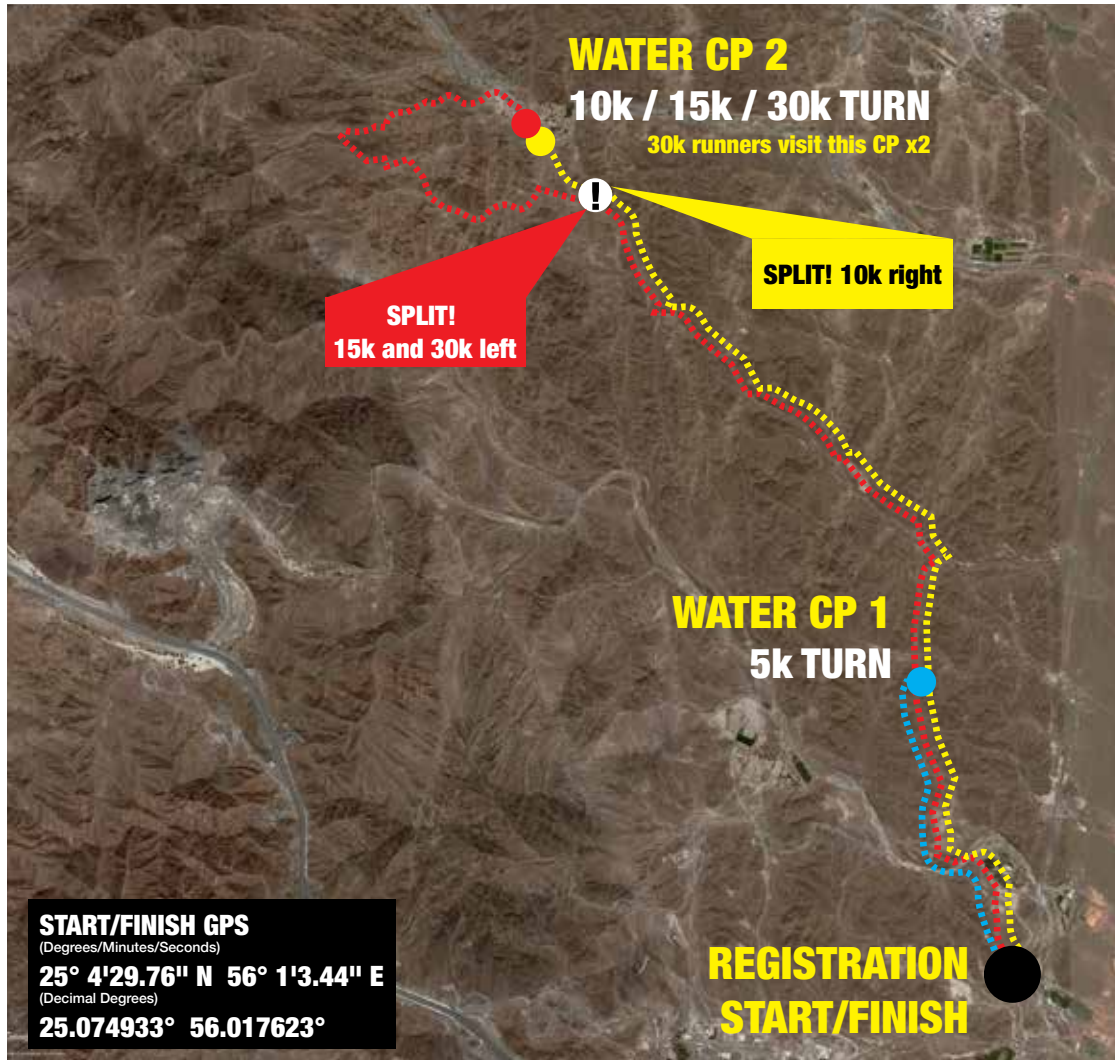 WATER CP 2
10k / 15k / 30k TURN
30k runners visit this CP x2
!
SPLIT! 10k right
SPLIT!
15k and 30k left
WATER CP 1
5k TURN
START/FINISH GPS
(Degrees/Minutes/Seconds)
25° 4'29.76" N  56° 1'3.44" E
(Decimal Degrees)
25.074933°  56.017623°
REGISTRATION
START/FINISH